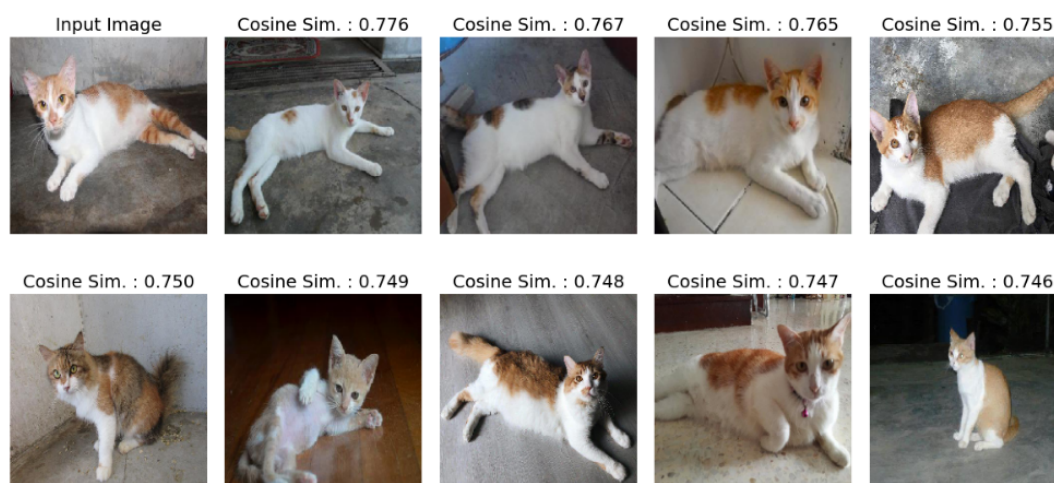 Input Image
Cosine Sim. : 0.776
Cosine Sim. : 0.767
Cosine Sim. : 0.765
Cosine Sim. : 0.755
Cosine Sim. : 0.750
Cosine Sim. : 0.749
Cosine Sim. : 0.748
Cosine Sim. : 0.747
Cosine Sim. : 0.746